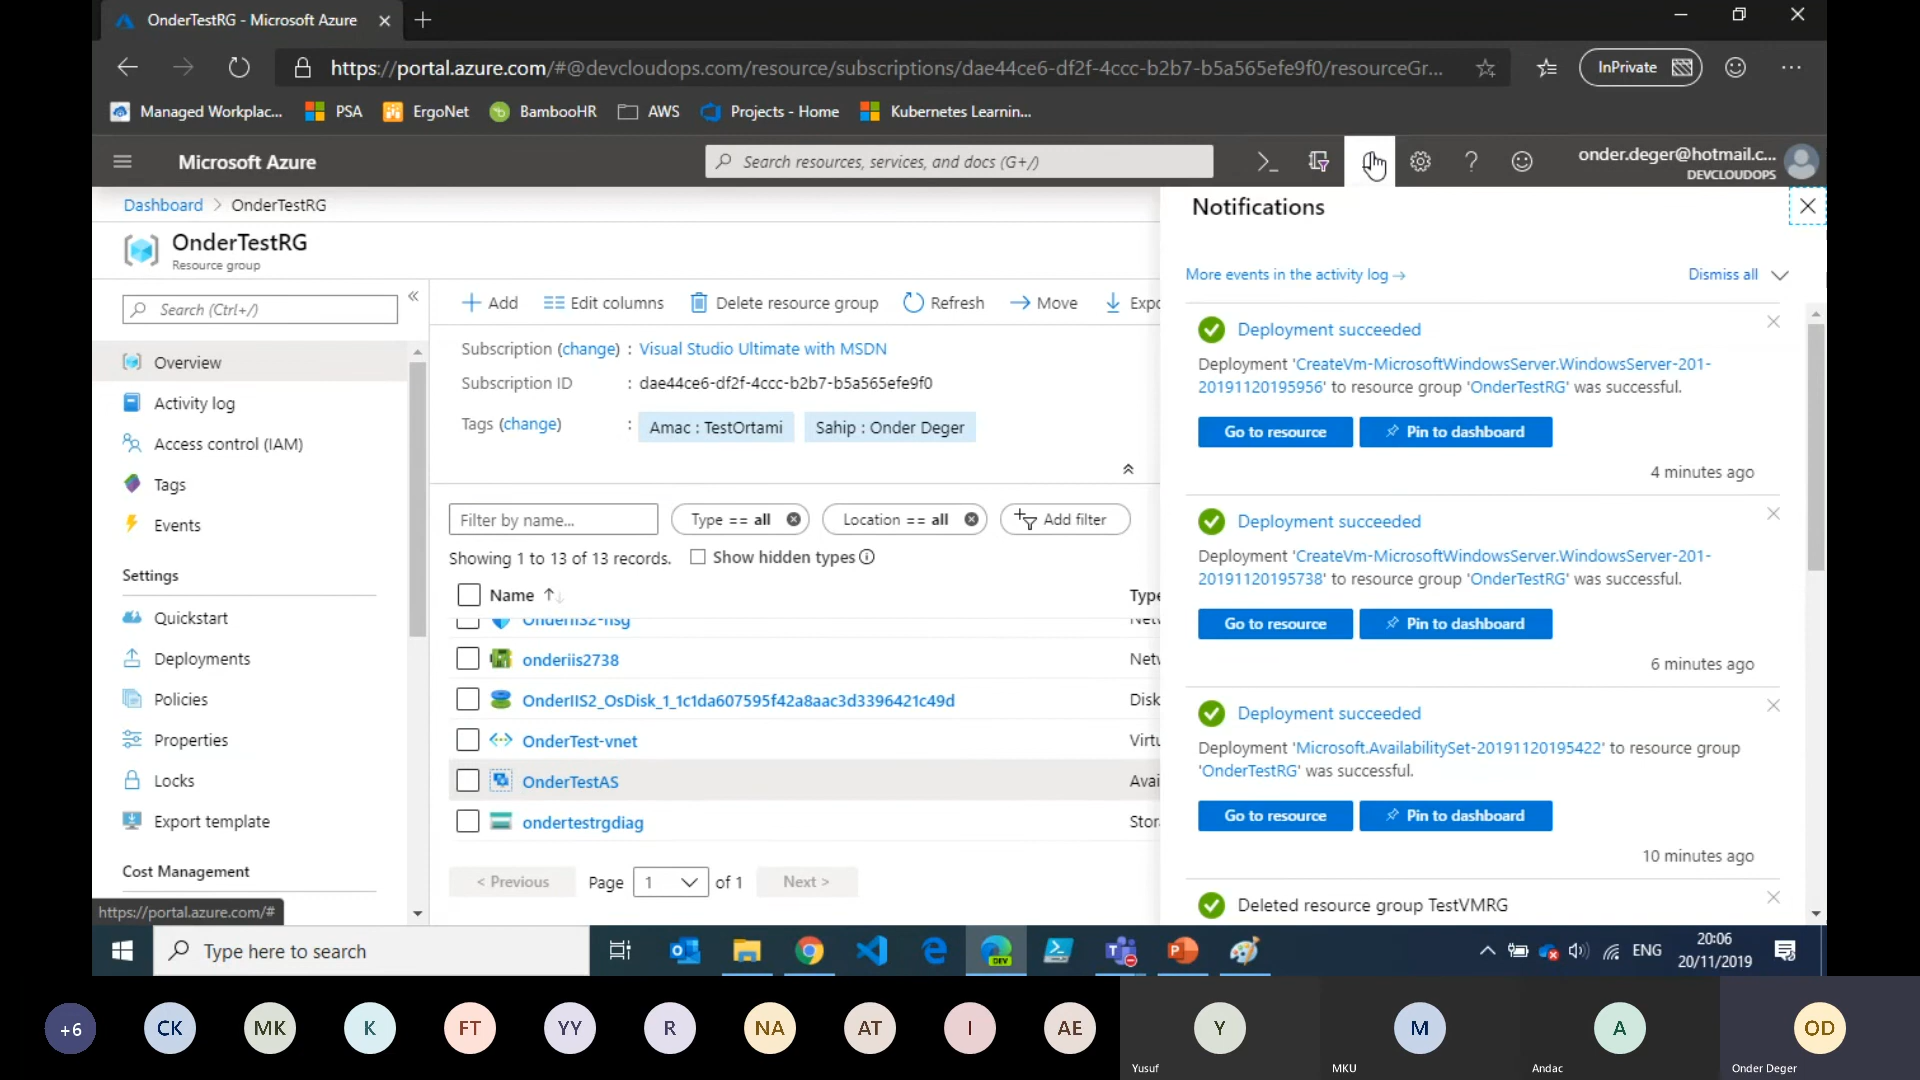 OnderTestRG - Microsoft Azure
https://portal.azure.com/#@devcloudops.com/resource/subscriptions/dae44ce6-df2f-4ccc-b2b7-b5a565efe9f0/resourceGr...
InPrivate
Managed Workplac...
PSA
ErgoNet
BambooHR
AWS
Projects - Home
Kubernetes Learnin...
Microsoft Azure
Search resources, services, and docs (G+/)
onder.deger@hotmail.c...
DEVCLOUDOPS
Dashboard > OnderTestRG
OnderTestRG
Resource group
Search (Ctrl+/)
Overview
Activity log
Access control (IAM)
Tags
Events
Settings
Quickstart
Deployments
Policies
Properties
Locks
Export template
Cost Management
https://portal.azure.com/#
Add
Edit columns
Delete resource group
Refresh
Move
Expo
Subscription (change) : Visual Studio Ultimate with MSDN
Subscription ID : dae44ce6-df2f-4ccc-b2b7-b5a565efe9f0
Tags (change) : Amac : TestOrtami Sahip : Onder Deger
Filter by name...
Type == all
Location == all
Add filter
Showing 1 to 13 of 13 records.
Show hidden types
Name
Type
OnderIIS2-nsg
onderiis2738 Netw
OnderIIS2_OsDisk_1_1c1da607595f42a8aac3d3396421c49d Disk
OnderTest-vnet Virtu
OnderTestAS Avai
ondertestrgdiag Stor
< Previous Page 1 of 1 Next >
Notifications
More events in the activity log →
Dismiss all
Deployment succeeded
Deployment 'CreateVm-MicrosoftWindowsServer.WindowsServer-201-
20191120195956' to resource group 'OnderTestRG' was successful.
Go to resource
Pin to dashboard
4 minutes ago
Deployment succeeded
Deployment 'CreateVm-MicrosoftWindowsServer.WindowsServer-201-
20191120195738' to resource group 'OnderTestRG' was successful.
Go to resource
Pin to dashboard
6 minutes ago
Deployment succeeded
Deployment 'Microsoft.AvailabilitySet-20191120195422' to resource group
'OnderTestRG' was successful.
Go to resource
Pin to dashboard
10 minutes ago
Deleted resource group TestVMRG
Type here to search
DEV
ENG
20:06
20/11/2019
+6
CK
MK
K
FT
YY
R
NA
AT
I
AE
Y
Yusuf
M
MKU
A
Andac
OD
Onder Deger